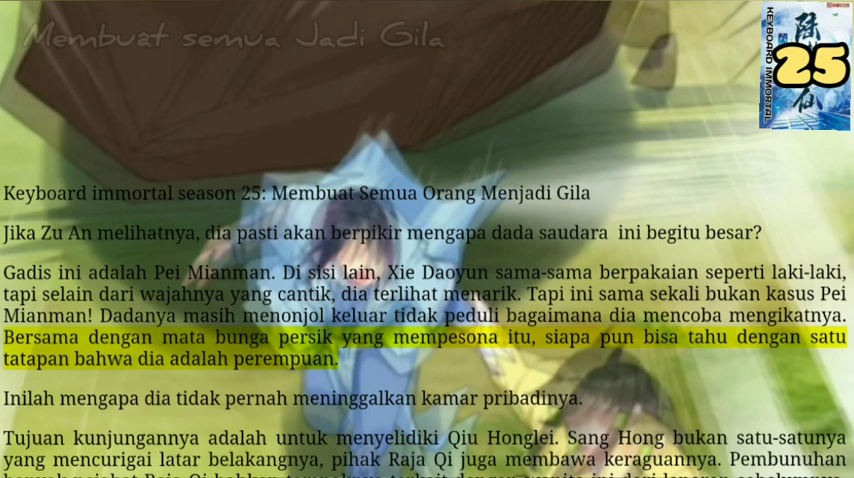 Membuat semua Jadi Gila
KEYBOARD IMMORTAL
25
Keyboard immortal season 25: Membuat Semua Orang Menjadi Gila
Jika Zu An melihatnya, dia pasti akan berpikir mengapa dada saudara ini begitu besar?
Gadis ini adalah Pei Mianman. Di sisi lain, Xie Daoyun sama-sama berpakaian seperti laki-laki,
tapi selain dari wajahnya yang cantik, dia terlihat menarik. Tapi ini sama sekali bukan kasus Pei
Mianman! Dadanya masih menonjol keluar tidak peduli bagaimana dia mencoba mengikatnya.
Bersama dengan mata bunga persik yang mempesona itu, siapa pun bisa tahu dengan satu
tatapan bahwa dia adalah perempuan.
Inilah mengapa dia tidak pernah meninggalkan kamar pribadinya.
Tujuan kunjungannya adalah untuk menyelidiki Qiu Honglei. Sang Hong bukan satu-satunya
yang mencurigai latar belakangnya, pihak Raja Qi juga membawa keraguannya. Pembunuhan